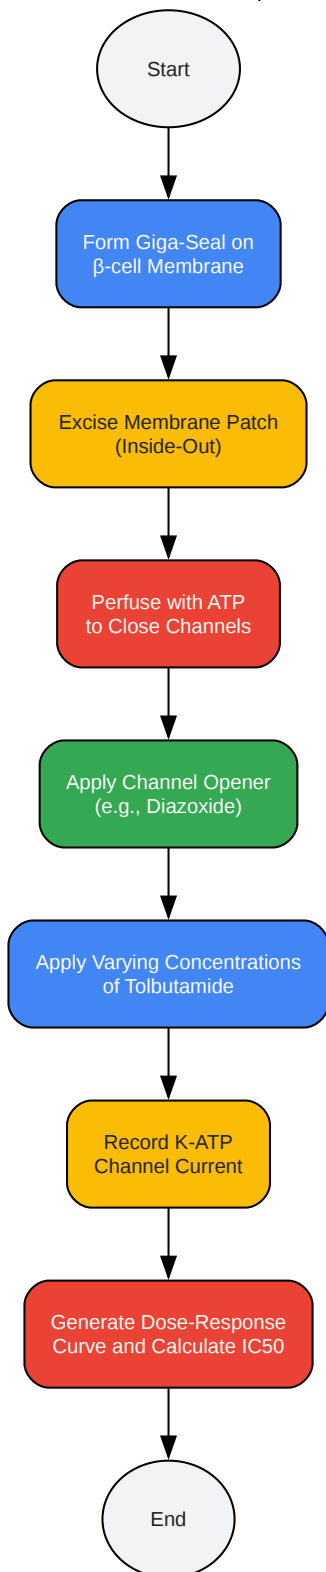 Start
Form Giga-Seal on
β-cell Membrane
Excise Membrane Patch
(Inside-Out)
Perfuse with ATP
to Close Channels
Apply Channel Opener
(e.g., Diazoxide)
Apply Varying Concentrations
of Tolbutamide
Record K-ATP
Channel Current
Generate Dose-Response
Curve and Calculate IC50
End